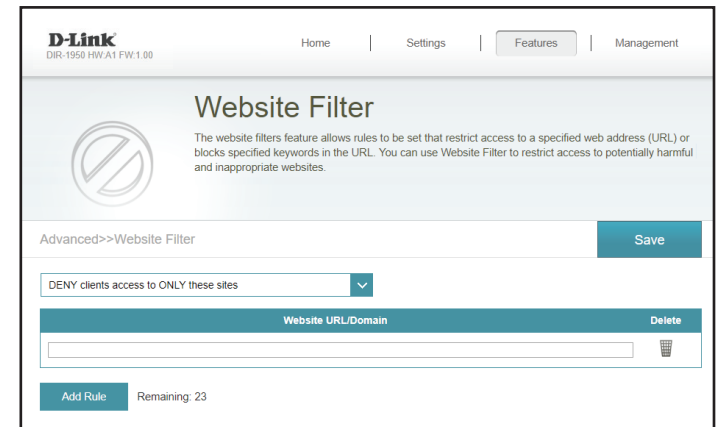 D-Link
DIR-1950 HW:A1 FW:1.00
Home | Settings | Features | Management
Website Filter
The website filters feature allows rules to be set that restrict access to a specified web address (URL) or
blocks specified keywords in the URL. You can use Website Filter to restrict access to potentially harmful
and inappropriate websites.
Advanced>>Website Filter
Save
DENY clients access to ONLY these sites
Website URL/Domain Delete
Add Rule Remaining: 23